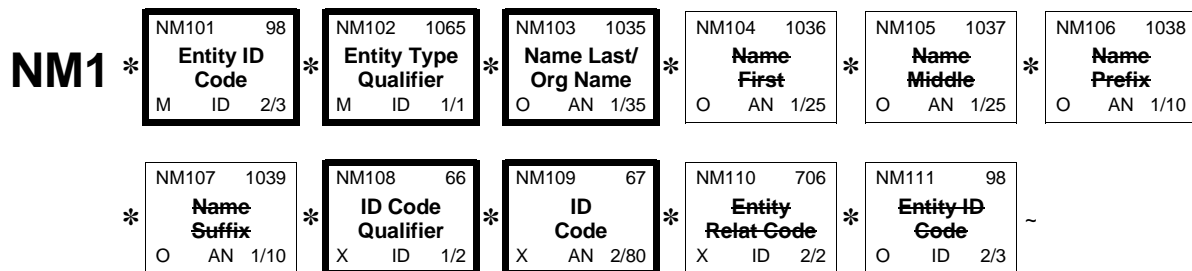 NM101 98 NM102 1065 NM103 1035 NM104 1036 NM105 1037 NM106 1038
NM1 * Entity ID Code * Entity Type Qualifier * Name Last/ Org Name * Name First * Name Middle * Name Prefix
M ID 2/3 M ID 1/1 O AN 1/35 O AN 1/25 O AN 1/25 O AN 1/10
NM107 1039 NM108 66 NM109 67 NM110 706 NM111 98
* Name Suffix * ID Code Qualifier * ID Code * Entity Relat Code * Entity ID Code ~
O AN 1/10 X ID 1/2 X AN 2/80 X ID 2/2 O ID 2/3